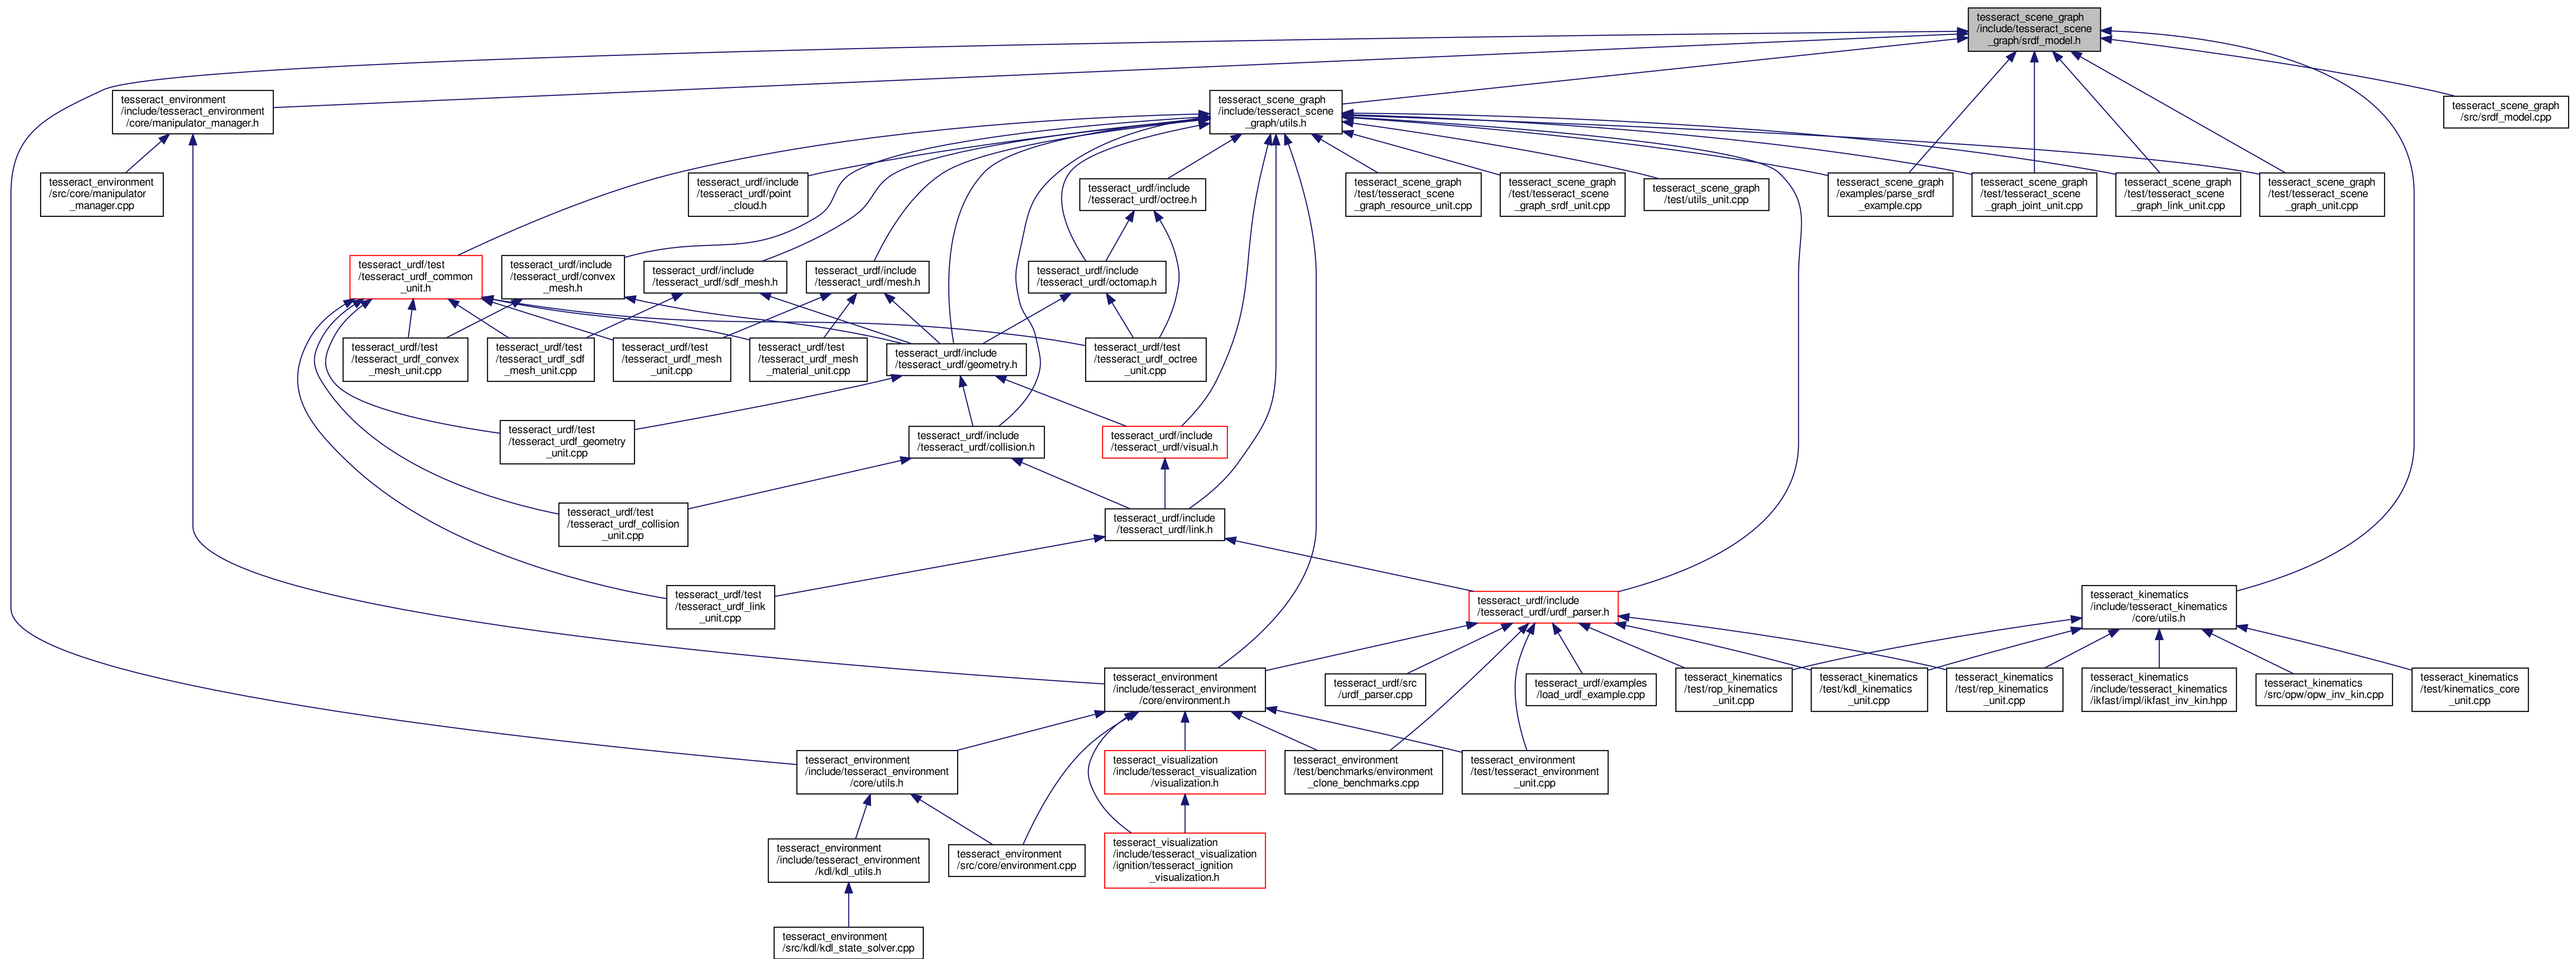 tesseract_scene_graph
/include/tesseract_scene
_graph/srdf_model.h
tesseract_environment
/include/tesseract_environment
/core/manipulator_manager.h
tesseract_scene_graph
/include/tesseract_scene
_graph/utils.h
tesseract_scene_graph
/src/srdf_model.cpp
tesseract_environment
/src/core/manipulator
_manager.cpp
tesseract_urdf/include
/tesseract_urdf/point
_cloud.h
tesseract_urdf/include
/tesseract_urdf/octree.h
tesseract_scene_graph
/test/tesseract_scene
_graph_resource_unit.cpp
tesseract_scene_graph
/test/tesseract_scene
_graph_srdf_unit.cpp
tesseract_scene_graph
/test/utils_unit.cpp
tesseract_scene_graph
/examples/parse_srdf
_example.cpp
tesseract_scene_graph
/test/tesseract_scene
_graph_joint_unit.cpp
tesseract_scene_graph
/test/tesseract_scene
_graph_link_unit.cpp
tesseract_scene_graph
/test/tesseract_scene
_graph_unit.cpp
tesseract_urdf/test
/tesseract_urdf_common
_unit.h
tesseract_urdf/include
/tesseract_urdf/convex
_mesh.h
tesseract_urdf/include
/tesseract_urdf/sdf_mesh.h
tesseract_urdf/include
/tesseract_urdf/mesh.h
tesseract_urdf/include
/tesseract_urdf/octomap.h
tesseract_urdf/test
/tesseract_urdf_convex
_mesh_unit.cpp
tesseract_urdf/test
/tesseract_urdf_sdf
_mesh_unit.cpp
tesseract_urdf/test
/tesseract_urdf_mesh
_unit.cpp
tesseract_urdf/test
/tesseract_urdf_mesh
_material_unit.cpp
tesseract_urdf/include
/tesseract_urdf/geometry.h
tesseract_urdf/test
/tesseract_urdf_octree
_unit.cpp
tesseract_urdf/test
/tesseract_urdf_geometry
_unit.cpp
tesseract_urdf/include
/tesseract_urdf/collision.h
tesseract_urdf/include
/tesseract_urdf/visual.h
tesseract_urdf/test
/tesseract_urdf_collision
_unit.cpp
tesseract_urdf/include
/tesseract_urdf/link.h
tesseract_urdf/test
/tesseract_urdf_link
_unit.cpp
tesseract_urdf/include
/tesseract_urdf/urdf_parser.h
tesseract_kinematics
/include/tesseract_kinematics
/core/utils.h
tesseract_environment
/include/tesseract_environment
/core/environment.h
tesseract_urdf/src
/urdf_parser.cpp
tesseract_urdf/examples
/load_urdf_example.cpp
tesseract_kinematics
/test/rop_kinematics
_unit.cpp
tesseract_kinematics
/test/kdl_kinematics
_unit.cpp
tesseract_kinematics
/test/rep_kinematics
_unit.cpp
tesseract_kinematics
/include/tesseract_kinematics
/ikfast/impl/ikfast_inv_kin.hpp
tesseract_kinematics
/src/opw/opw_inv_kin.cpp
tesseract_kinematics
/test/kinematics_core
_unit.cpp
tesseract_environment
/include/tesseract_environment
/core/utils.h
tesseract_visualization
/include/tesseract_visualization
/visualization.h
tesseract_environment
/test/benchmarks/environment
_clone_benchmarks.cpp
tesseract_environment
/test/tesseract_environment
_unit.cpp
tesseract_environment
/include/tesseract_environment
/kdl/kdl_utils.h
tesseract_environment
/src/core/environment.cpp
tesseract_visualization
/include/tesseract_visualization
/ignition/tesseract_ignition
_visualization.h
tesseract_environment
/src/kdl/kdl_state_solver.cpp